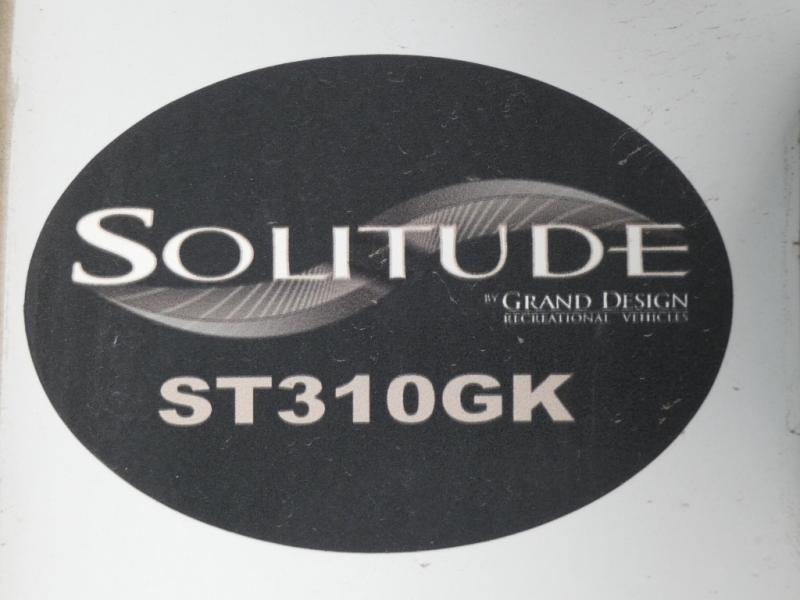 SOLITUDE
BY GRAND DESIGN
RECREATIONAL VEHICLES
ST310GK